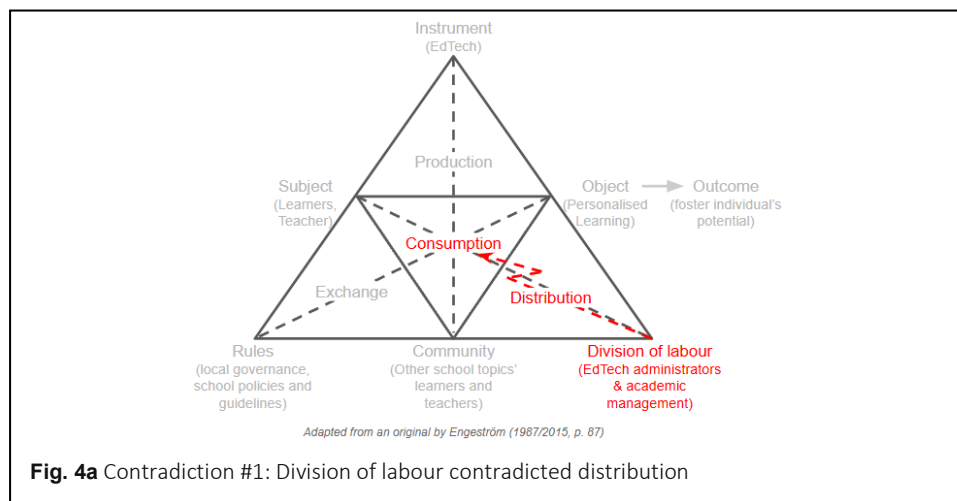 Instrument
(EdTech)
Production
Subject
(Learners,
Teacher)
Object
(Personalised
Learning)
Outcome
(foster individual's
potential)
Consumption
Exchange
Distribution
Rules
(local governance,
school policies and
guidelines)
Community
(Other school topics'
learners and
teachers)
Division of labour
(EdTech administrators
& academic
management)
Adapted from an original by Engeström (1987/2015, p. 87)
Fig. 4a Contradiction #1: Division of labour contradicted distribution